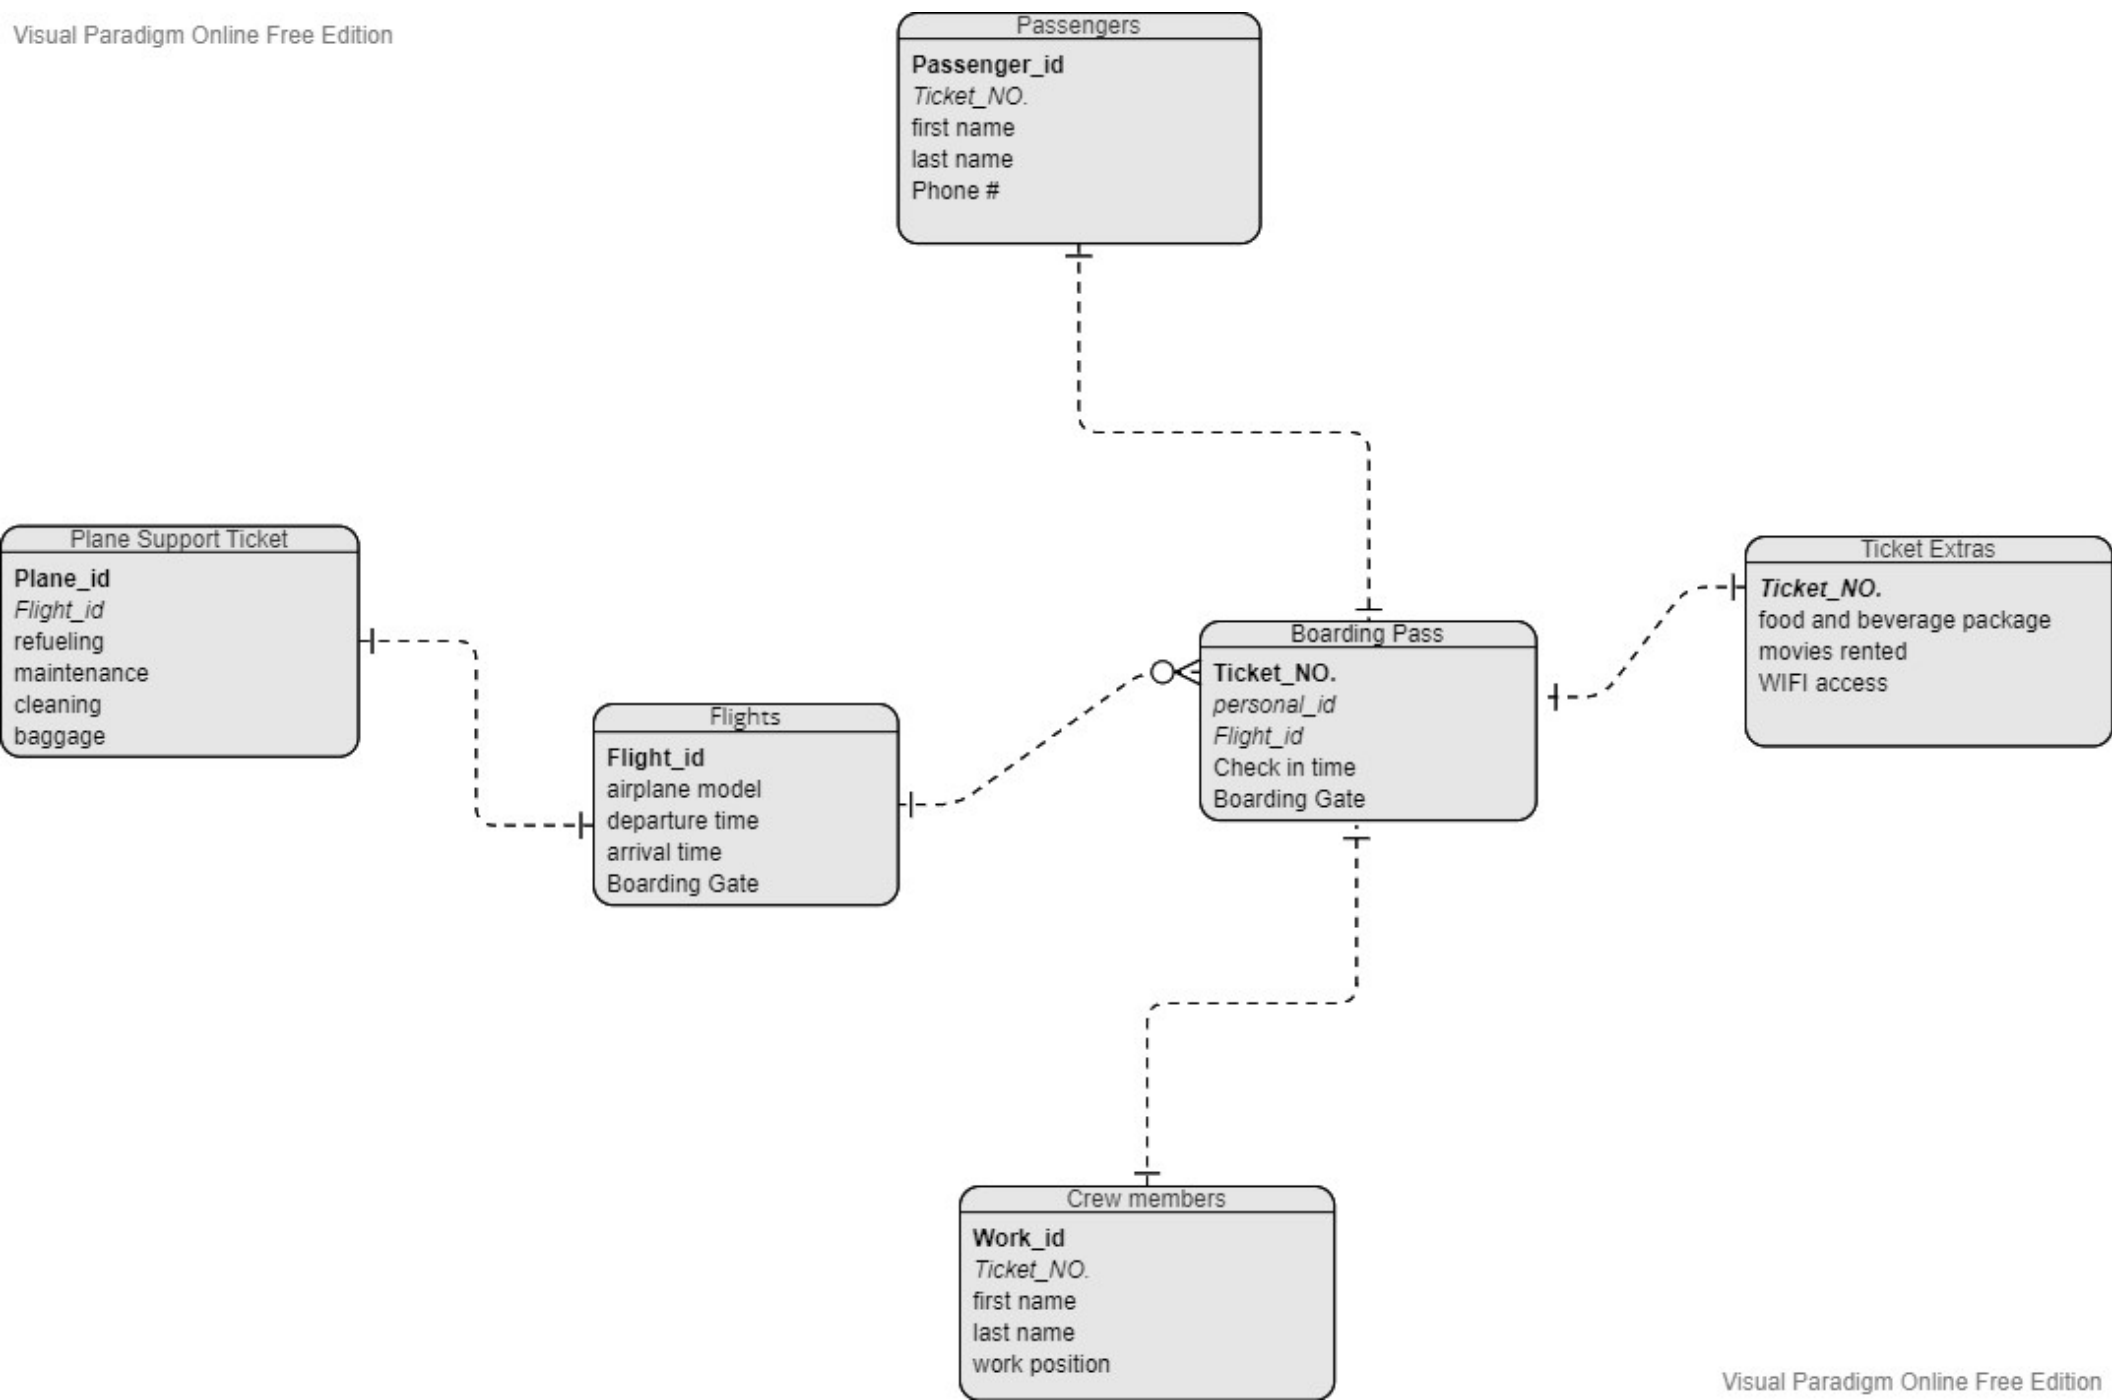 Visual Paradigm Online Free Edition
Passengers
Passenger_id
Ticket_NO.
first name
last name
Phone #
Plane Support Ticket
Plane_id
Flight_id
refueling
maintenance
cleaning
baggage
Flights
Flight_id
airplane model
departure time
arrival time
Boarding Gate
Boarding Pass
Ticket_NO.
personal_id
Flight_id
Check in time
Boarding Gate
Ticket Extras
Ticket_NO.
food and beverage package
movies rented
WIFI access
Crew members
Work_id
Ticket_NO.
first name
last name
work position
Visual Paradigm Online Free Edition